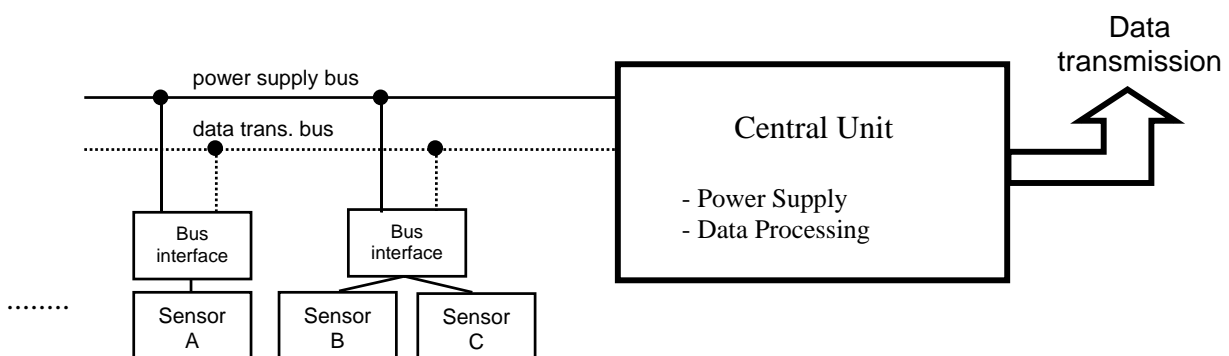 Data
transmission
power supply bus
data trans. bus
Central Unit
- Power Supply
- Data Processing
Bus
interface
Bus
interface
........
Sensor
A
Sensor
B
Sensor
C